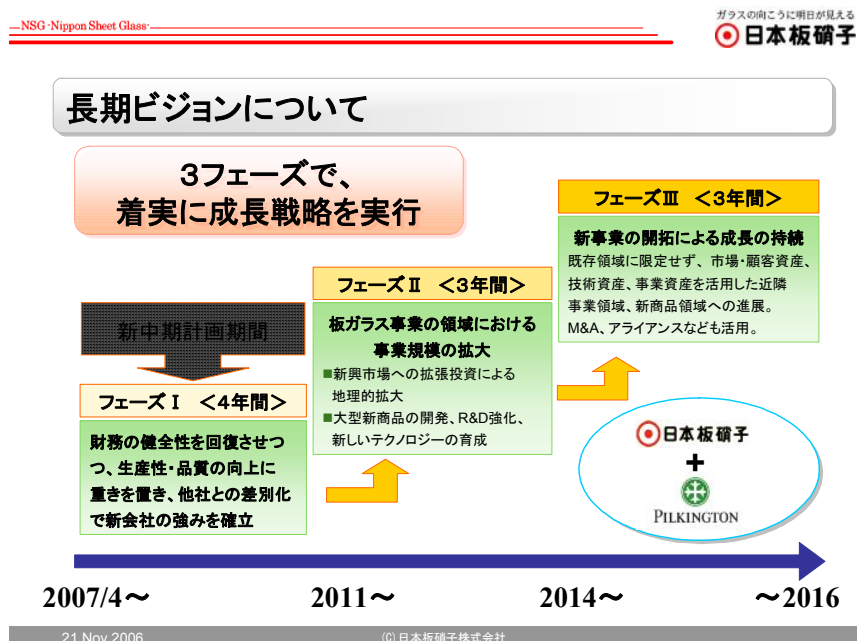 NSG ·Nippon Sheet Glass·
ガラスの向こうに明日が見える
日本板硝子
長期ビジョンについて
3フェーズで、
着実に成長戦略を実行
新中期計画期間
フェーズⅠ <4年間>
財務の健全性を回復させつ
つ、生産性・品質の向上に
重きを置き、他社との差別化
で新会社の強みを確立
フェーズⅡ <3年間>
板ガラス事業の領域における
事業規模の拡大
■新興市場への拡張投資による
地理的拡大
■大型新商品の開発、R&D強化、
新しいテクノロジーの育成
フェーズⅢ <3年間>
新事業の開拓による成長の持続
既存領域に限定せず、市場・顧客資産、
技術資産、事業資産を活用した近隣
事業領域、新商品領域への進展。
M&A、アライアンスなども活用。
日本板硝子
+
PILKINGTON
2007/4~
2011~
2014~
~2016
21 Nov 2006
(C) 日本板硝子株式会社